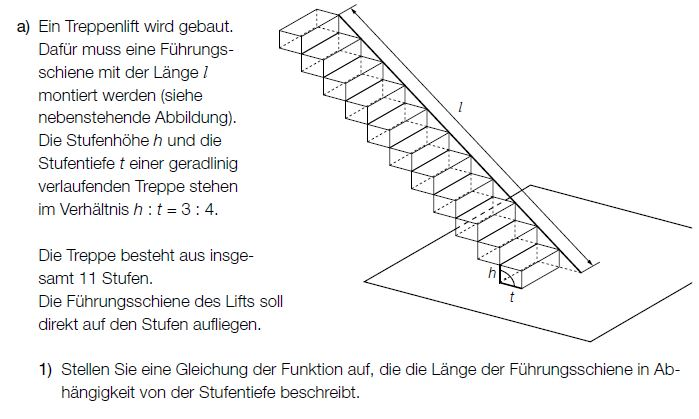 a) Ein Treppenlift wird gebaut.
Dafür muss eine Führungs-
schiene mit der Länge l
montiert werden (siehe
nebenstehende Abbildung).
Die Stufenhöhe h und die
Stufentiefe t einer geradlinig
verlaufenden Treppe stehen
im Verhältnis h : t = 3 : 4.
Die Treppe besteht aus insge-
samt 11 Stufen.
Die Führungsschiene des Lifts soll
direkt auf den Stufen aufliegen.
l
h
t
1) Stellen Sie eine Gleichung der Funktion auf, die die Länge der Führungsschiene in Ab-
hängigkeit von der Stufentiefe beschreibt.